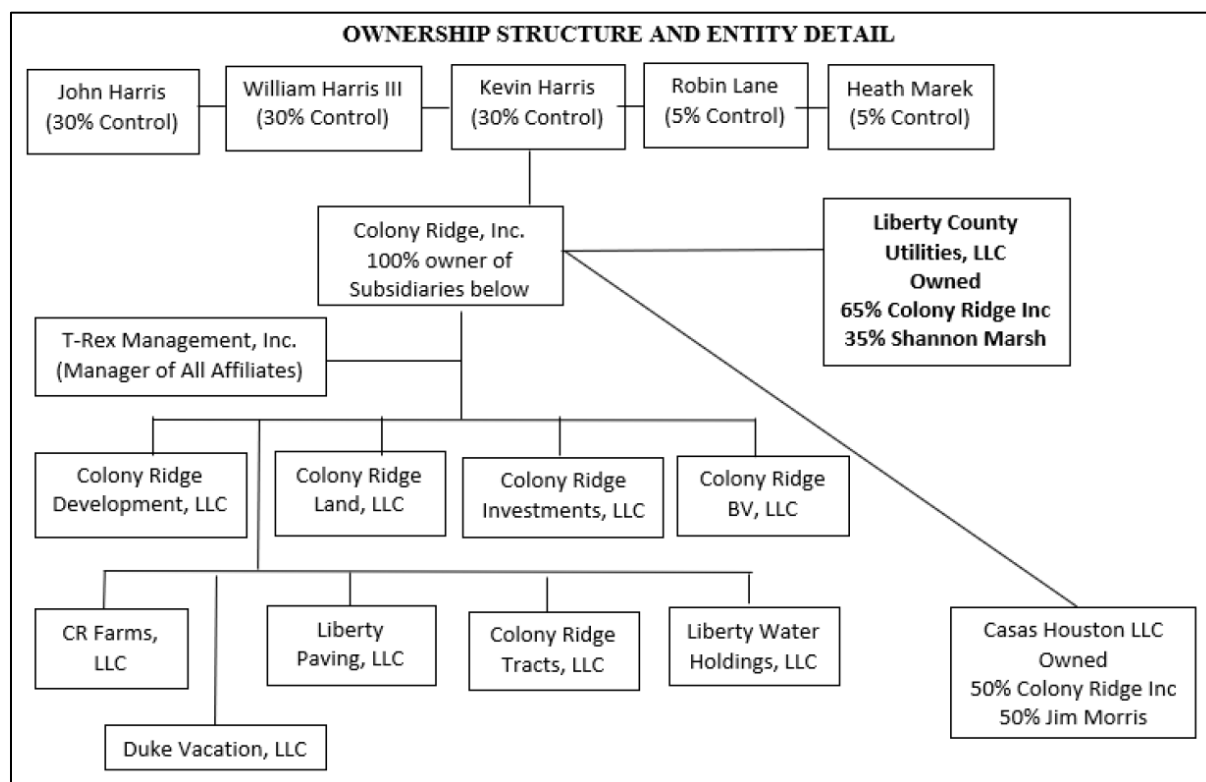 OWNERSHIP STRUCTURE AND ENTITY DETAIL
John Harris
(30% Control)
William Harris III
(30% Control)
Kevin Harris
(30% Control)
Robin Lane
(5% Control)
Heath Marek
(5% Control)
Colony Ridge, Inc.
100% owner of
Subsidiaries below
Liberty County
Utilities, LLC
Owned
65% Colony Ridge Inc
35% Shannon Marsh
T-Rex Management, Inc.
(Manager of All Affiliates)
Colony Ridge
Development, LLC
Colony Ridge
Land, LLC
Colony Ridge
Investments, LLC
Colony Ridge
BV, LLC
CR Farms,
LLC
Liberty
Paving, LLC
Colony Ridge
Tracts, LLC
Liberty Water
Holdings, LLC
Casas Houston LLC
Owned
50% Colony Ridge Inc
50% Jim Morris
Duke Vacation, LLC